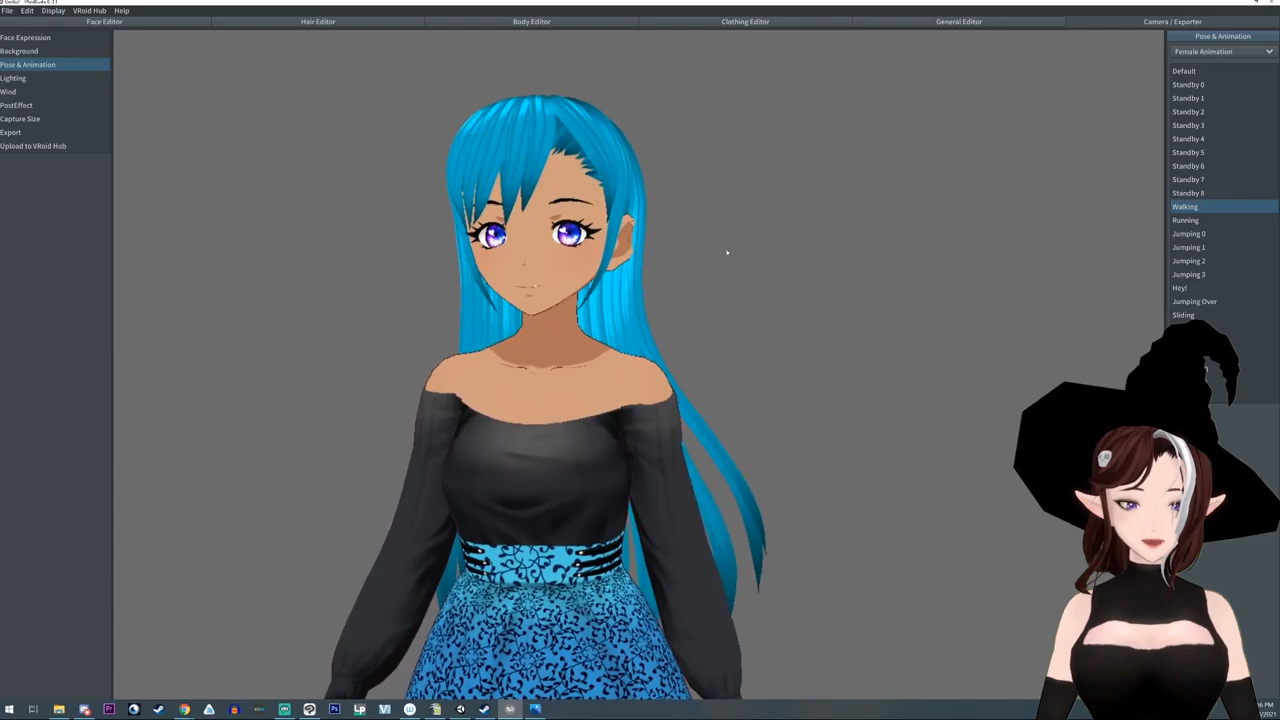 File Edit Display VRoid Hub Help
Face Editor Hair Editor Body Editor Clothing Editor General Editor Camera / Exporter
Face Expression
Background
Pose & Animation
Lighting
Wind
PostEffect
Capture Size
Export
Upload to VRoid Hub
Pose & Animation
Female Animation
Default
Standby 0
Standby 1
Standby 2
Standby 3
Standby 4
Standby 5
Standby 6
Standby 7
Standby 8
Walking
Running
Jumping 0
Jumping 1
Jumping 2
Jumping 3
Hey!
Jumping Over
Sliding